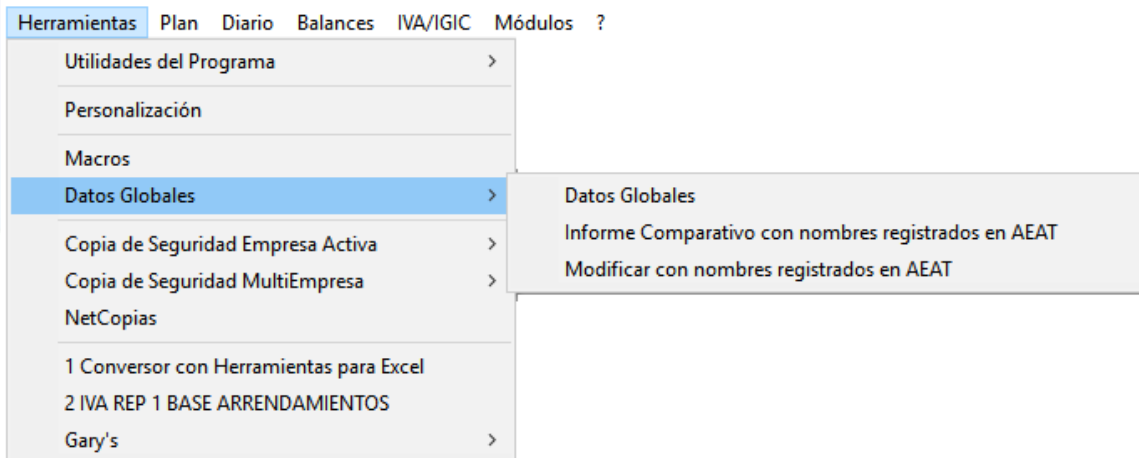 Herramientas Plan Diario Balances IVA/IGIC Módulos ?
Utilidades del Programa >
Personalización
Macros
Datos Globales >
Datos Globales
Informe Comparativo con nombres registrados en AEAT
Modificar con nombres registrados en AEAT
Copia de Seguridad Empresa Activa >
Copia de Seguridad MultiEmpresa >
NetCopias
1 Conversor con Herramientas para Excel
2 IVA REP 1 BASE ARRENDAMIENTOS
Gary's >